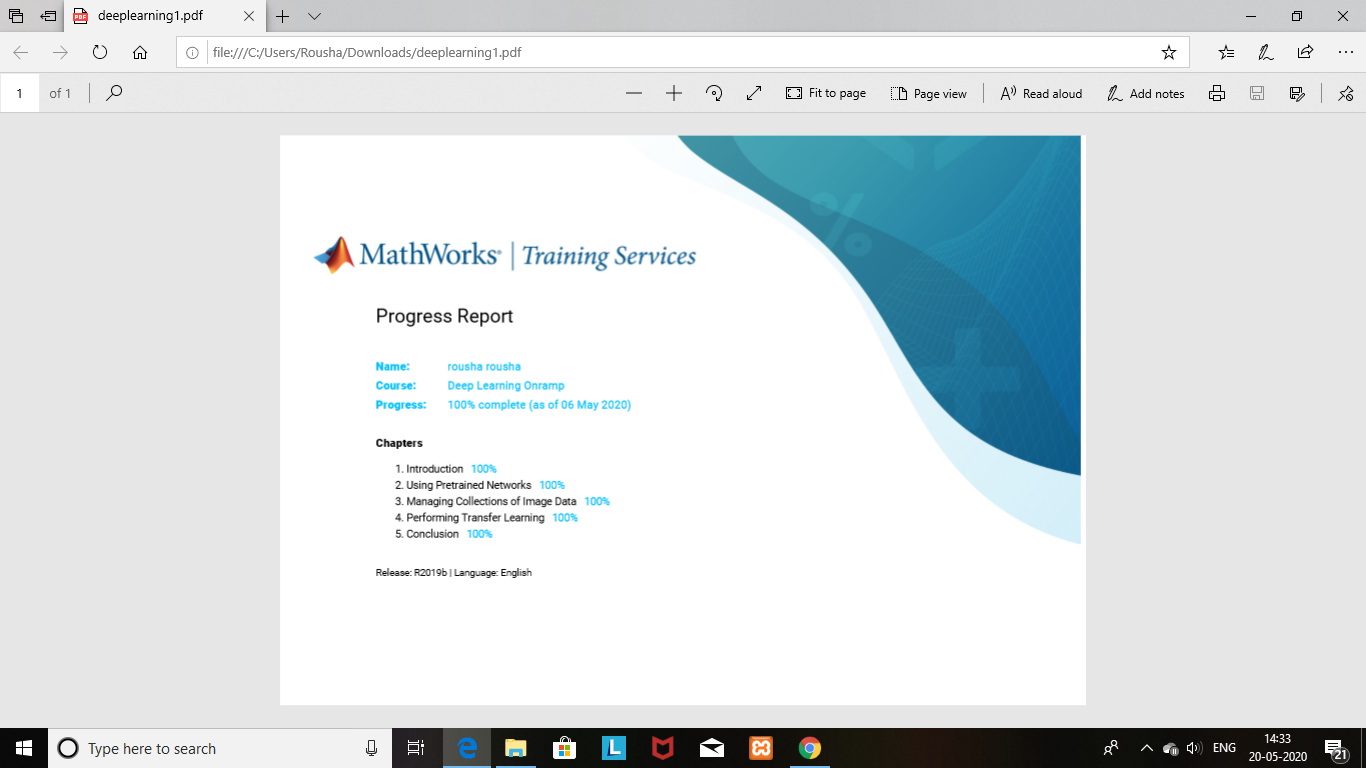 deeplearning1.pdf
file:///C:/Users/Rousha/Downloads/deeplearning1.pdf
1 of 1 Fit to page Page view Read aloud Add notes
MathWorks® | Training Services
Progress Report
Name: rousha rousha
Course: Deep Learning Onramp
Progress: 100% complete (as of 06 May 2020)
Chapters
1. Introduction 100%
2. Using Pretrained Networks 100%
3. Managing Collections of Image Data 100%
4. Performing Transfer Learning 100%
5. Conclusion 100%
Release: R2019b | Language: English
Type here to search
ENG
14:33
20-05-2020
21